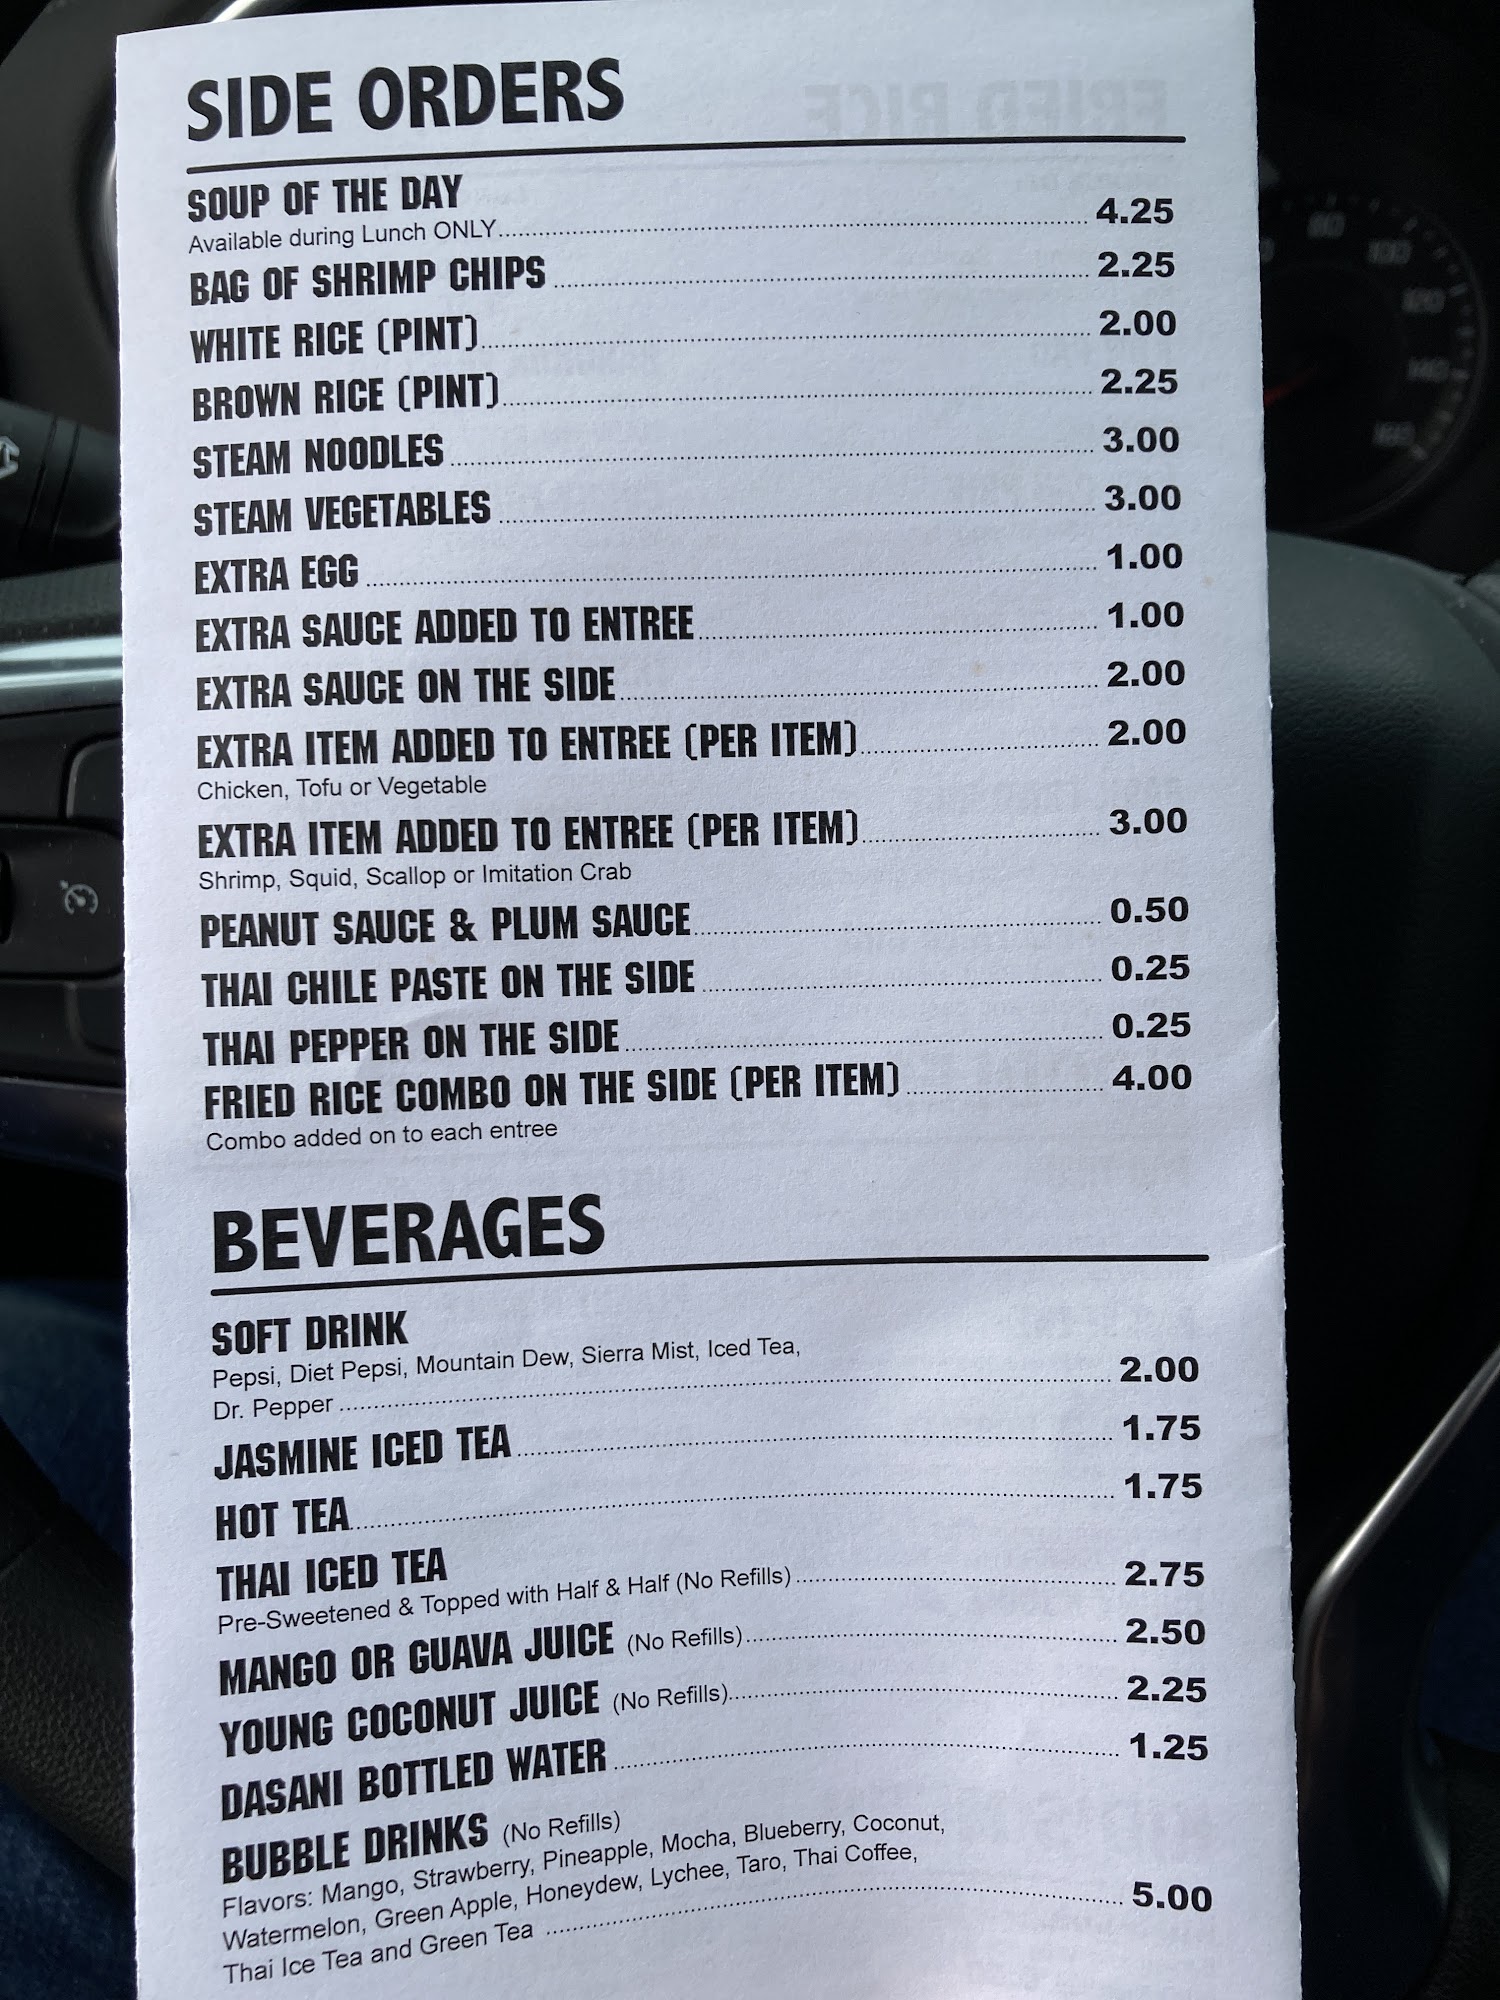 SIDE ORDERS
SOUP OF THE DAY
Available during Lunch ONLY 4.25
BAG OF SHRIMP CHIPS 2.25
WHITE RICE (PINT) 2.00
BROWN RICE (PINT) 2.25
STEAM NOODLES 3.00
STEAM VEGETABLES 3.00
EXTRA EGG 1.00
EXTRA SAUCE ADDED TO ENTREE 1.00
EXTRA SAUCE ON THE SIDE 2.00
EXTRA ITEM ADDED TO ENTREE (PER ITEM) 2.00
Chicken, Tofu or Vegetable
EXTRA ITEM ADDED TO ENTREE (PER ITEM) 3.00
Shrimp, Squid, Scallop or Imitation Crab
PEANUT SAUCE & PLUM SAUCE 0.50
THAI CHILE PASTE ON THE SIDE 0.25
THAI PEPPER ON THE SIDE 0.25
FRIED RICE COMBO ON THE SIDE (PER ITEM) 4.00
Combo added on to each entree
BEVERAGES
SOFT DRINK
Pepsi, Diet Pepsi, Mountain Dew, Sierra Mist, Iced Tea,
Dr. Pepper 2.00
JASMINE ICED TEA 1.75
HOT TEA 1.75
THAI ICED TEA
Pre-Sweetened & Topped with Half & Half (No Refills) 2.75
MANGO OR GUAVA JUICE (No Refills) 2.50
YOUNG COCONUT JUICE (No Refills) 2.25
DASANI BOTTLED WATER 1.25
BUBBLE DRINKS (No Refills)
Flavors: Mango, Strawberry, Pineapple, Mocha, Blueberry, Coconut,
Watermelon, Green Apple, Honeydew, Lychee, Taro, Thai Coffee,
Thai Ice Tea and Green Tea 5.00
80
100
120
140
160